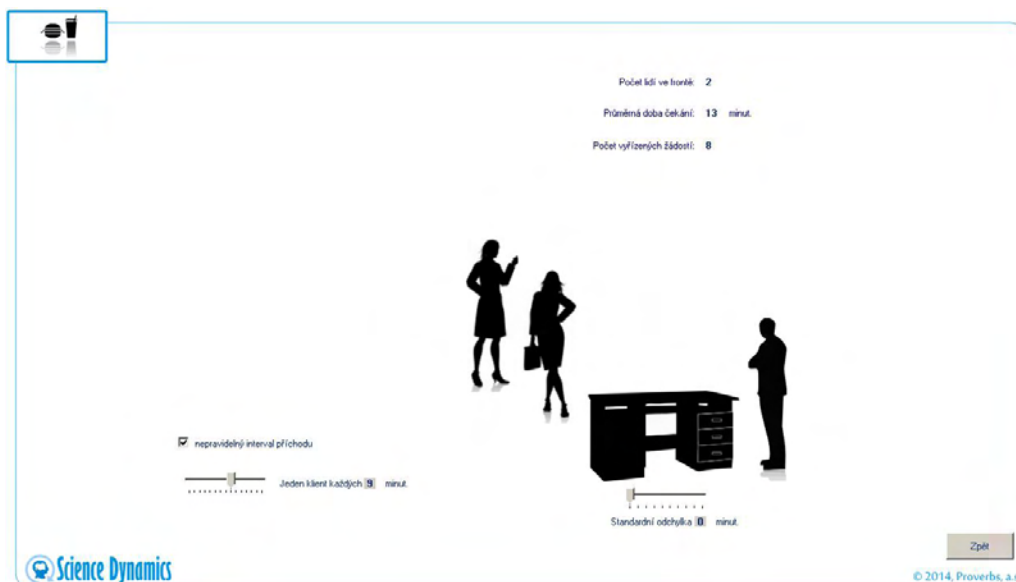 Počet lidí ve frontě: 2
Průměrná doba čekání: 13 minut.
Počet vyřízených žádostí: 8
nepravidelný interval příchodu
Jeden klient každých 9 minut.
Standardní odchylka 0 minut.
Zpět
Science Dynamics
© 2014, Proverbs, a.s